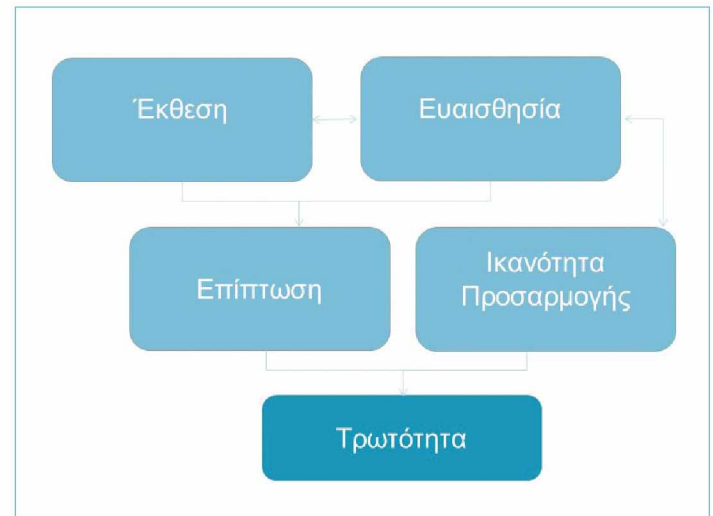 Έκθεση
Ευαισθησία
Επίπτωση
Ικανότητα
Προσαρμογής
Τρωτότητα